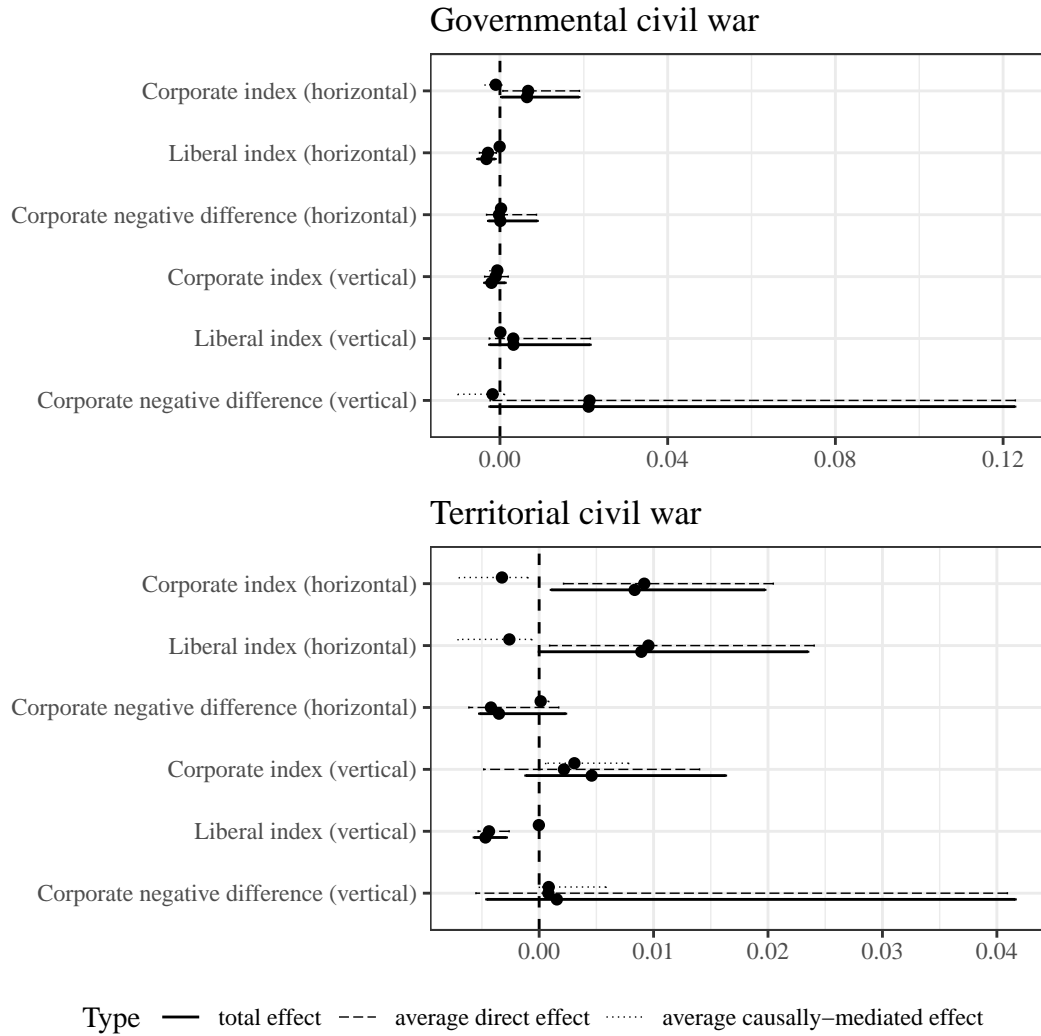 Governmental civil war
Corporate index (horizontal)
Liberal index (horizontal)
Corporate negative difference (horizontal)
Corporate index (vertical)
Liberal index (vertical)
Corporate negative difference (vertical)
0.00 0.04 0.08 0.12
Territorial civil war
Corporate index (horizontal)
Liberal index (horizontal)
Corporate negative difference (horizontal)
Corporate index (vertical)
Liberal index (vertical)
Corporate negative difference (vertical)
0.00 0.01 0.02 0.03 0.04
Type total effect average direct effect average causally−mediated effect